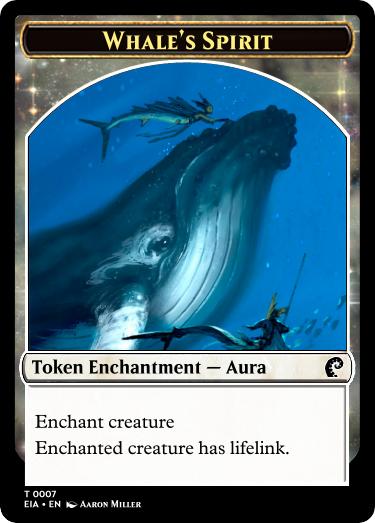 Whale's Spirit
Token Enchantment — Aura
Enchant creature
Enchanted creature has lifelink.
T 0007
EIA • EN Aaron Miller